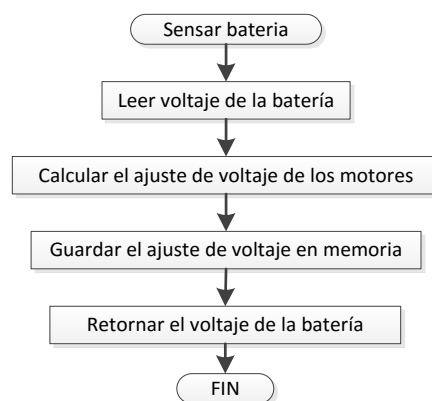 Sensar bateria
Leer voltaje de la batería
Calcular el ajuste de voltaje de los motores
Guardar el ajuste de voltaje en memoria
Retornar el voltaje de la batería
FIN